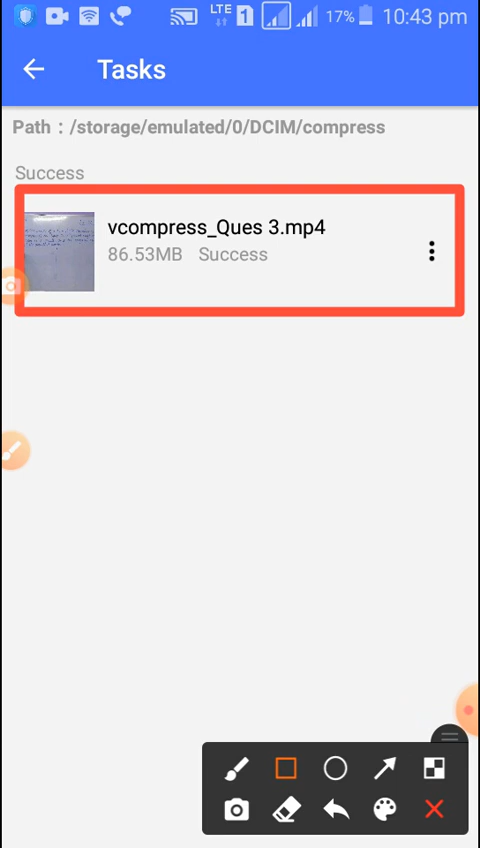 LTE 1 17% 10:43 pm
Tasks
Path : /storage/emulated/0/DCIM/compress
Success
vcompress_Ques 3.mp4
86.53MB Success